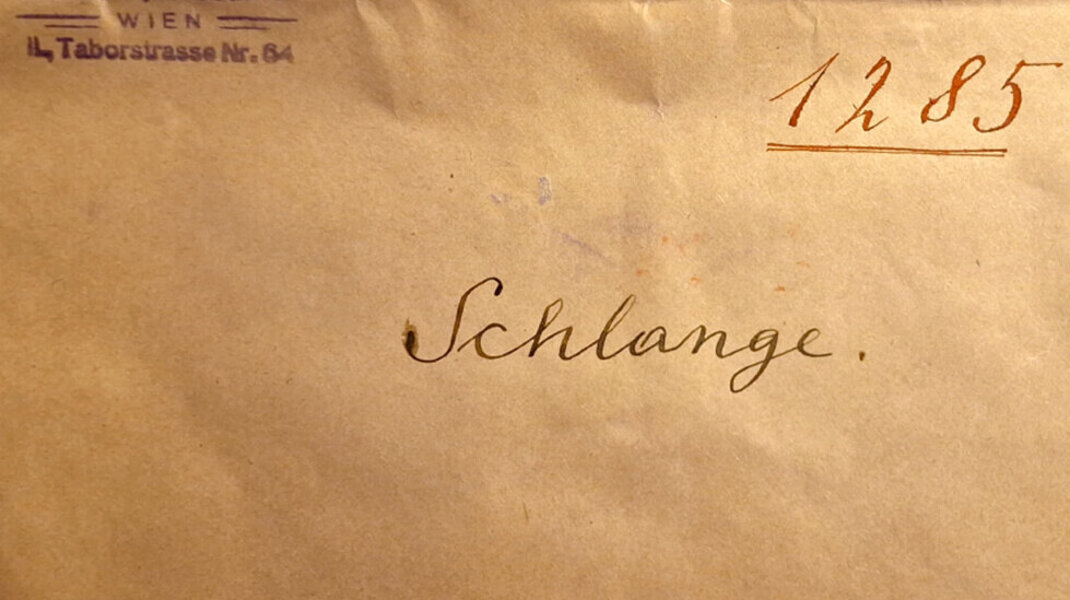 WIEN
II., Taborstrasse Nr. 64
1285
Schlange.